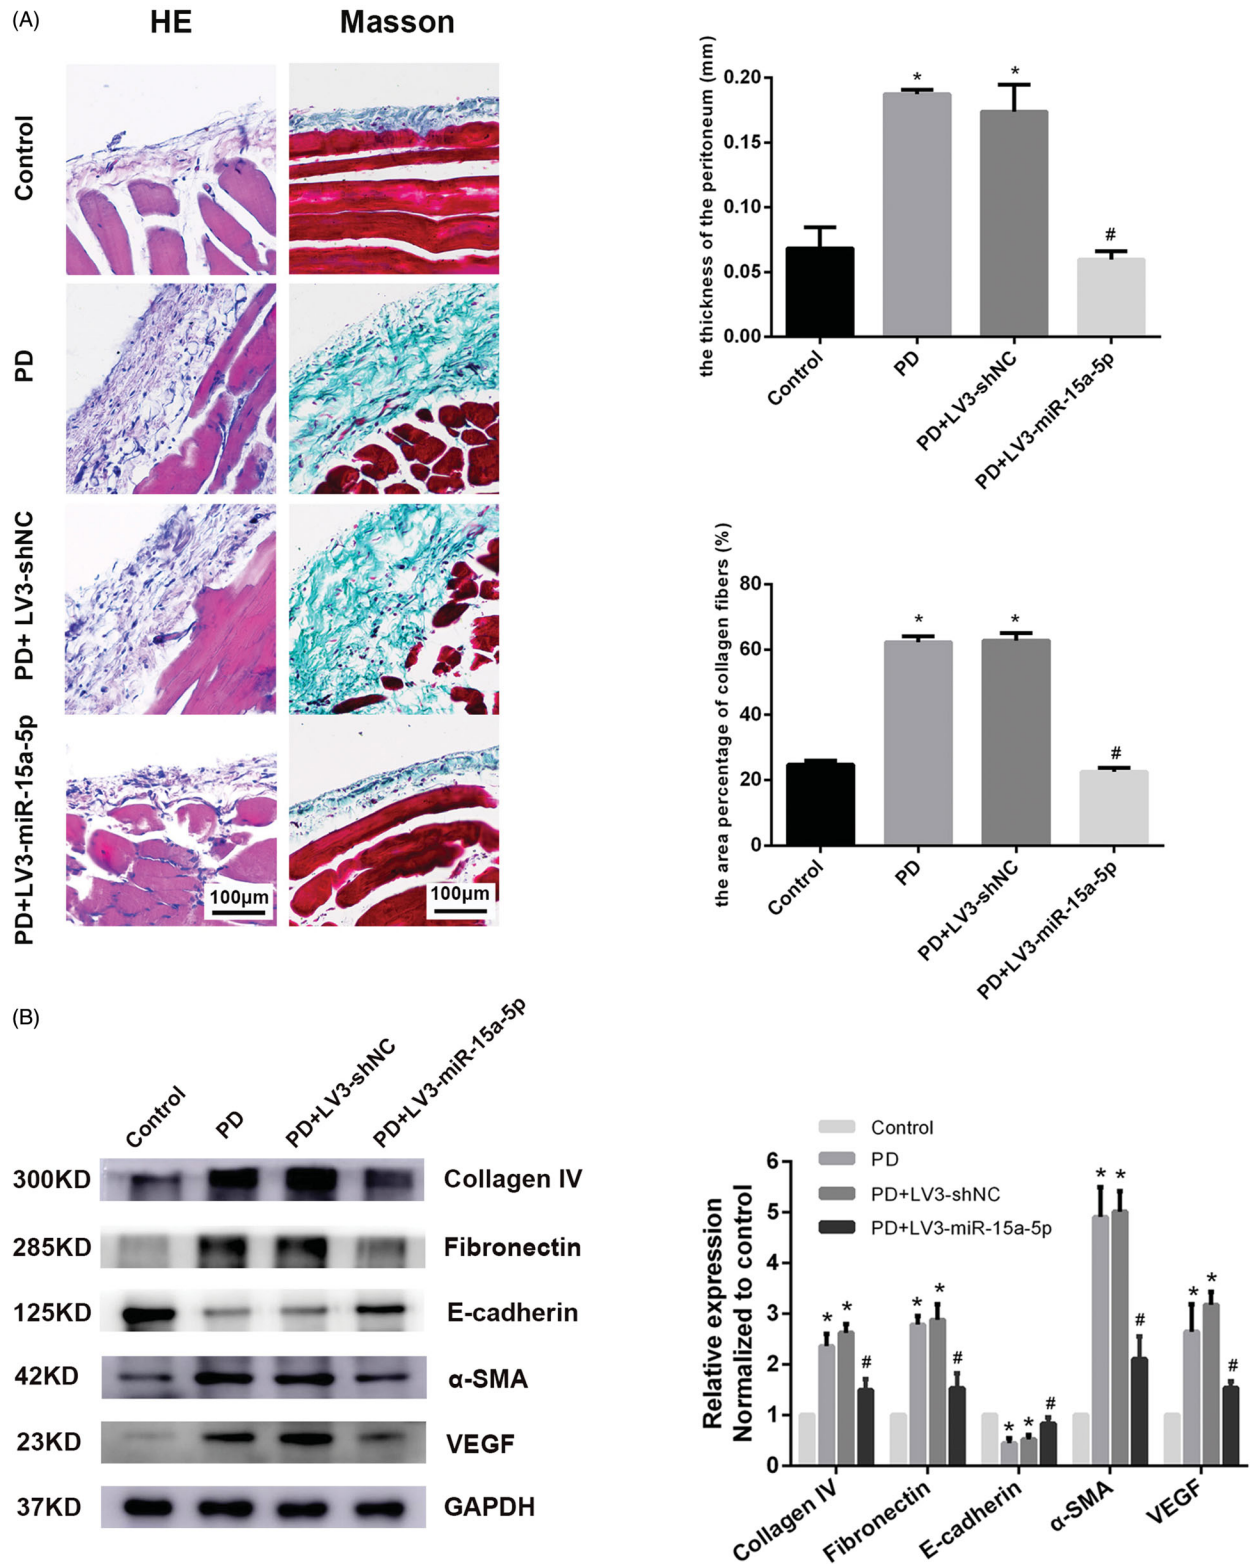 (A)
HE
Masson
Control
PD
PD+ LV3-shNC
PD+LV3-miR-15a-5p
100μm
100μm
the thickness of the peritoneum (mm)
0.20
0.15
0.10
0.05
0.00
*
*
#
Control
PD
PD+LV3-shNC
PD+LV3-miR-15a-5p
the area percentage of collagen fibers (%)
80
60
40
20
0
*
*
#
Control
PD
PD+LV3-shNC
PD+LV3-miR-15a-5p
(B)
Control
PD
PD+LV3-shNC
PD+LV3-miR-15a-5p
300KD
Collagen IV
285KD
Fibronectin
125KD
E-cadherin
42KD
α-SMA
23KD
VEGF
37KD
GAPDH
Control
PD
PD+LV3-shNC
PD+LV3-miR-15a-5p
Relative expression
Normalized to control
6
5
4
3
2
1
0
* * #
* * #
* * #
* * #
* * #
Collagen IV
Fibronectin
E-cadherin
α-SMA
VEGF